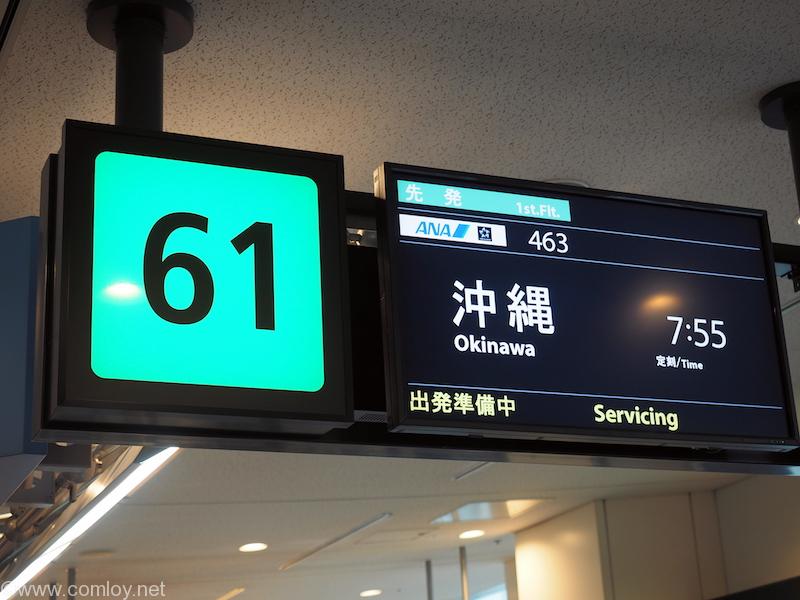 61
先発 1st.Flt.
ANA 463
沖縄
Okinawa
7:55
定刻/Time
出発準備中 Servicing
©www.comloy.net